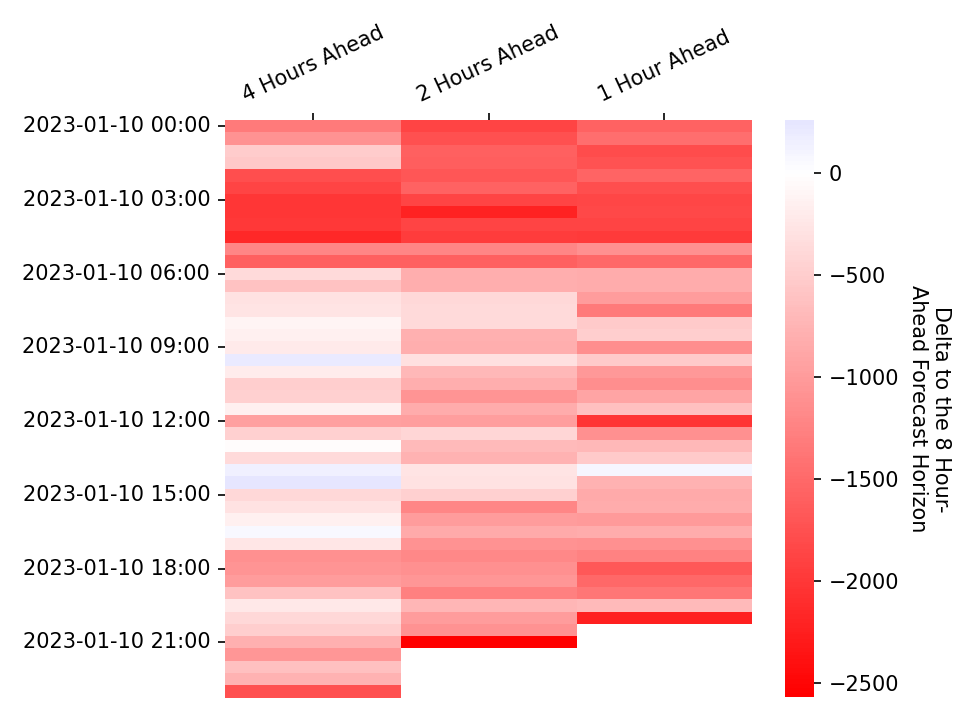 4 Hours Ahead
2 Hours Ahead
1 Hour Ahead
2023-01-10 00:00
2023-01-10 03:00
2023-01-10 06:00
2023-01-10 09:00
2023-01-10 12:00
2023-01-10 15:00
2023-01-10 18:00
2023-01-10 21:00
0
−500
−1000
−1500
−2000
−2500
Delta to the 8 Hour-
Ahead Forecast Horizon